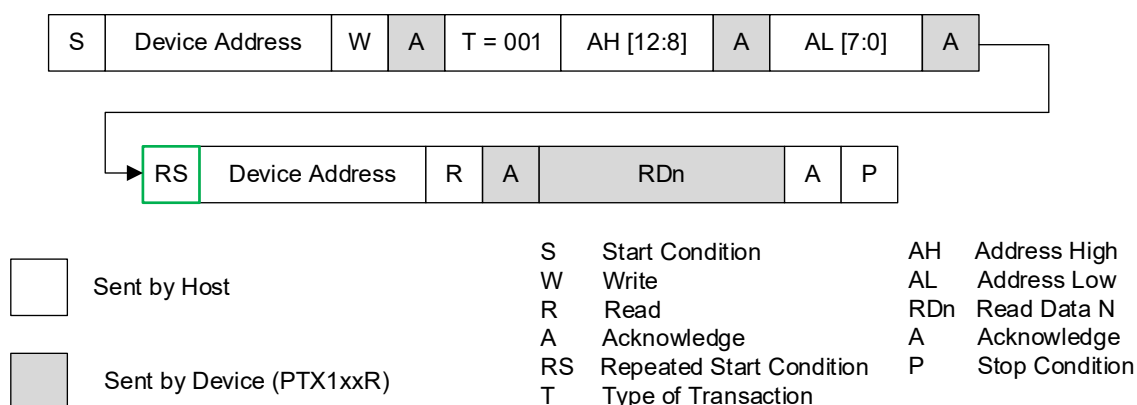 S Device Address W A T = 001 AH [12:8] A AL [7:0] A
RS Device Address R A RDn A P
Sent by Host
Sent by Device (PTX1xxR)
S Start Condition
W Write
R Read
A Acknowledge
RS Repeated Start Condition
T Type of Transaction
AH Address High
AL Address Low
RDn Read Data N
A Acknowledge
P Stop Condition